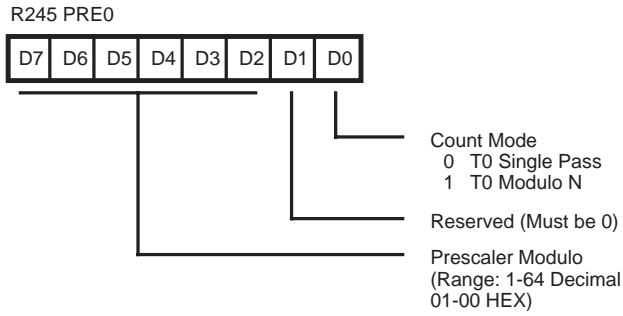 R245 PRE0
D7 D6 D5 D4 D3 D2 D1 D0
Count Mode
0 T0 Single Pass
1 T0 Modulo N
Reserved (Must be 0)
Prescaler Modulo
(Range: 1-64 Decimal
01-00 HEX)